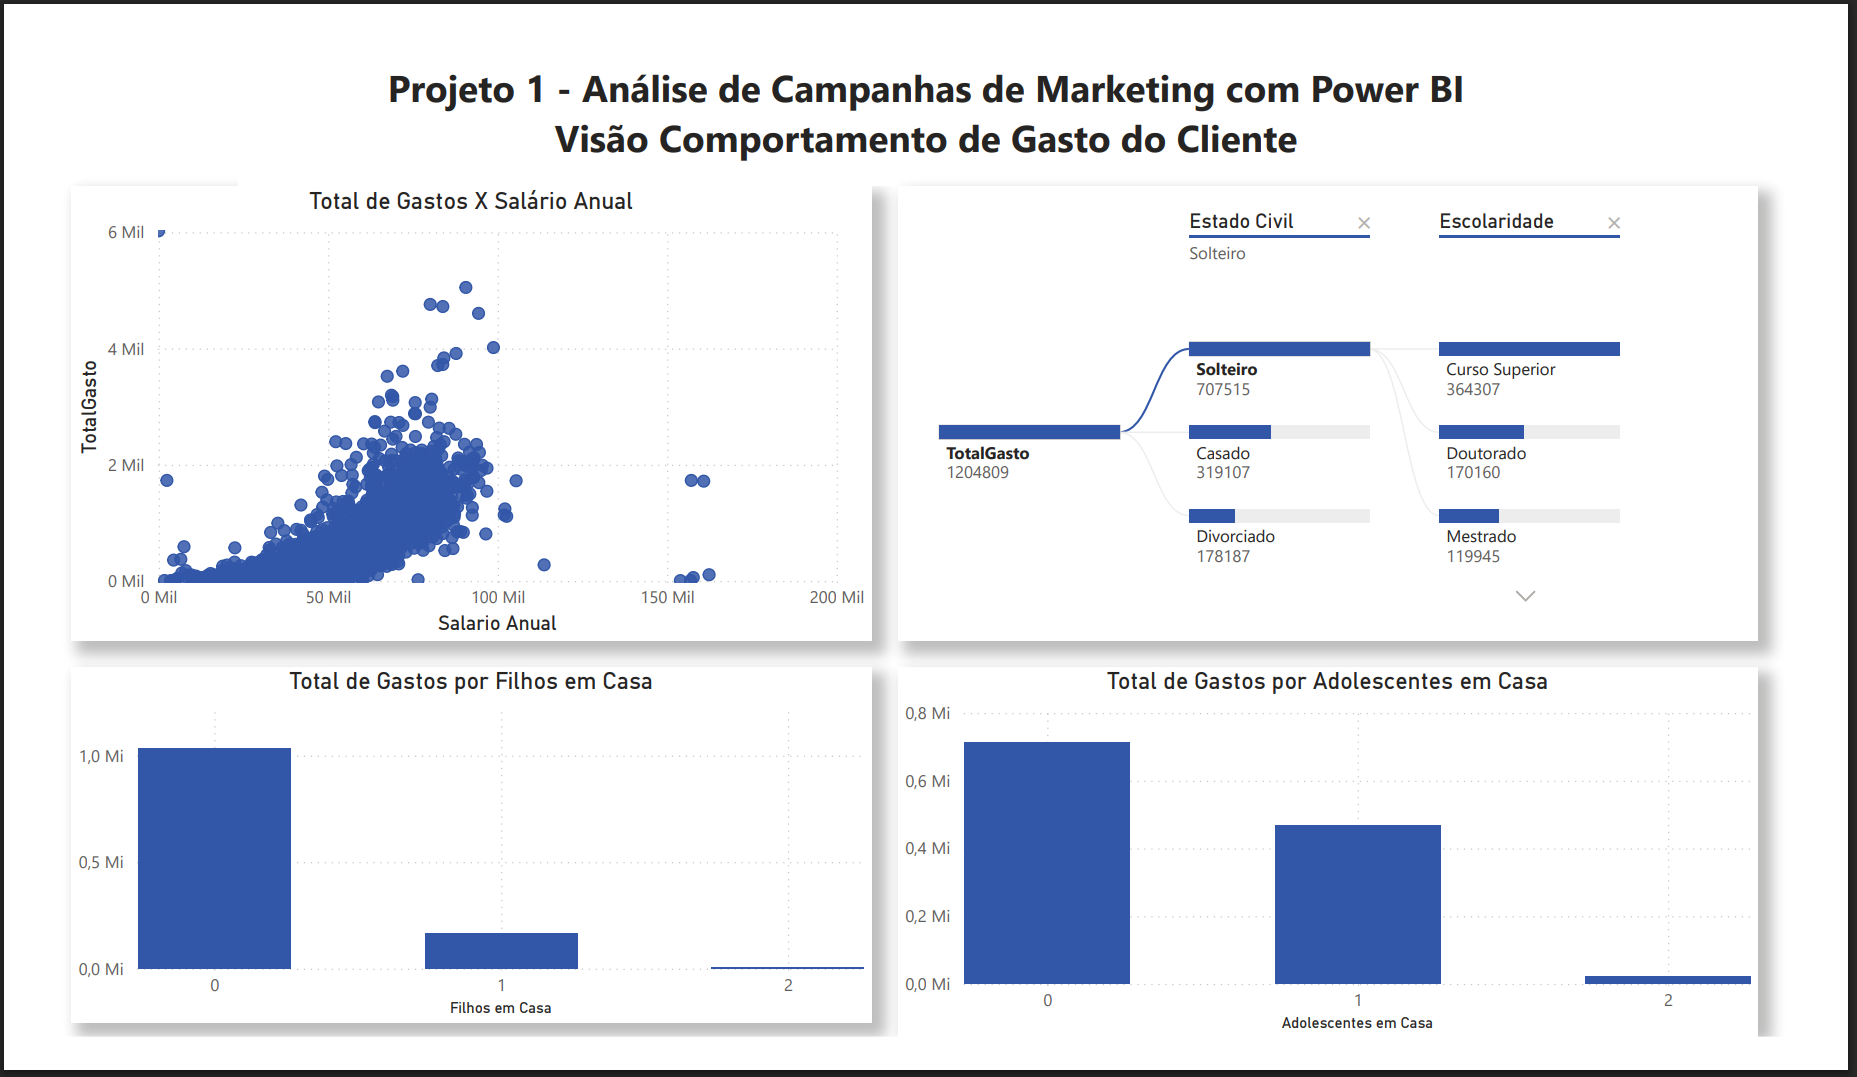 Projeto 1 - Análise de Campanhas de Marketing com Power BI
Visão Comportamento de Gasto do Cliente
Total de Gastos X Salário Anual
TotalGasto
6 Mil
4 Mil
2 Mil
0 Mil
0 Mil
50 Mil
100 Mil
150 Mil
200 Mil
Salario Anual
Estado Civil
Solteiro
Escolaridade
TotalGasto
1204809
Solteiro
707515
Casado
319107
Divorciado
178187
Curso Superior
364307
Doutorado
170160
Mestrado
119945
Total de Gastos por Filhos em Casa
1,0 Mi
0,5 Mi
0,0 Mi
0
1
2
Filhos em Casa
Total de Gastos por Adolescentes em Casa
0,8 Mi
0,6 Mi
0,4 Mi
0,2 Mi
0,0 Mi
0
1
2
Adolescentes em Casa